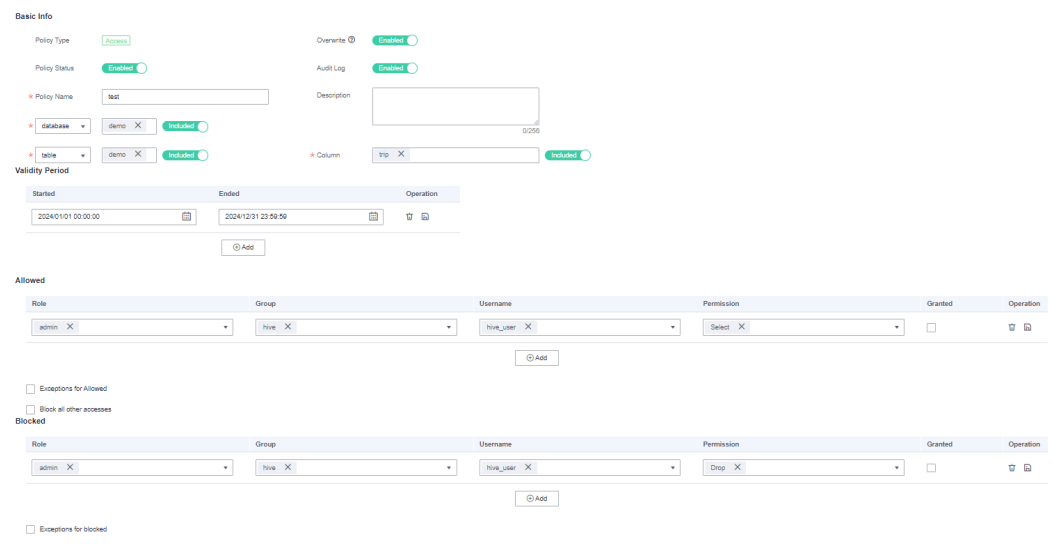 Basic Info
Policy Type Access Overwrite Enabled
Policy Status Enabled Audit Log Enabled
* Policy Name test Description
0/256
* database demo Included
* table demo Included * Column trip Included
Validity Period
Started Ended Operation
2024/01/01 00:00:00 2024/12/31 23:59:59
Add
Allowed
Role Group Username Permission Granted Operation
admin hive hive_user Select
Add
Exceptions for Allowed
Block all other accesses
Blocked
Role Group Username Permission Granted Operation
admin hive hive_user Drop
Add
Exceptions for blocked